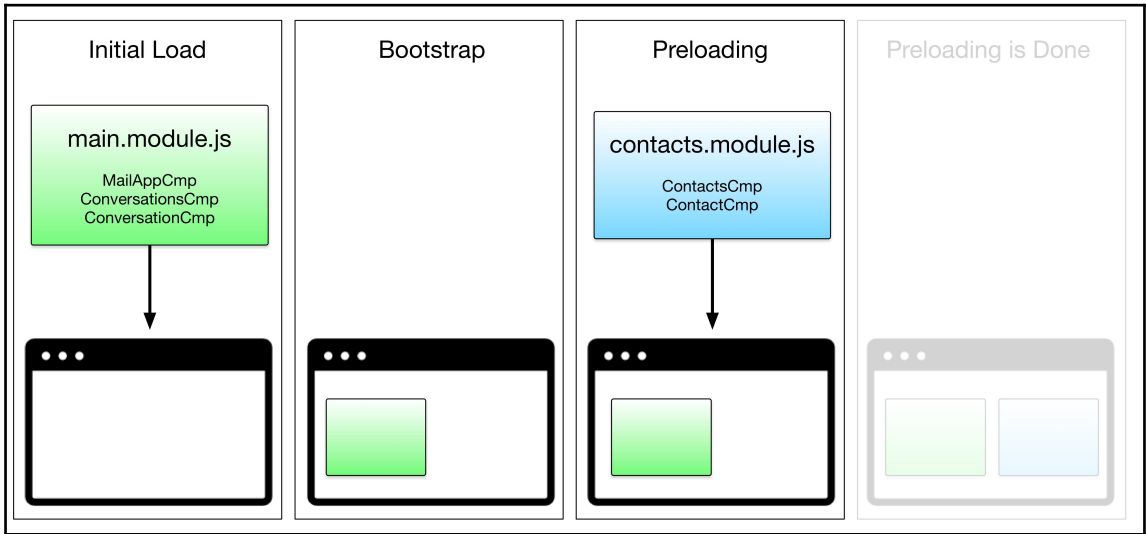 Initial Load
main.module.js
MailAppCmp
ConversationsCmp
ConversationCmp
Bootstrap
Preloading
contacts.module.js
ContactsCmp
ContactCmp
Preloading is Done